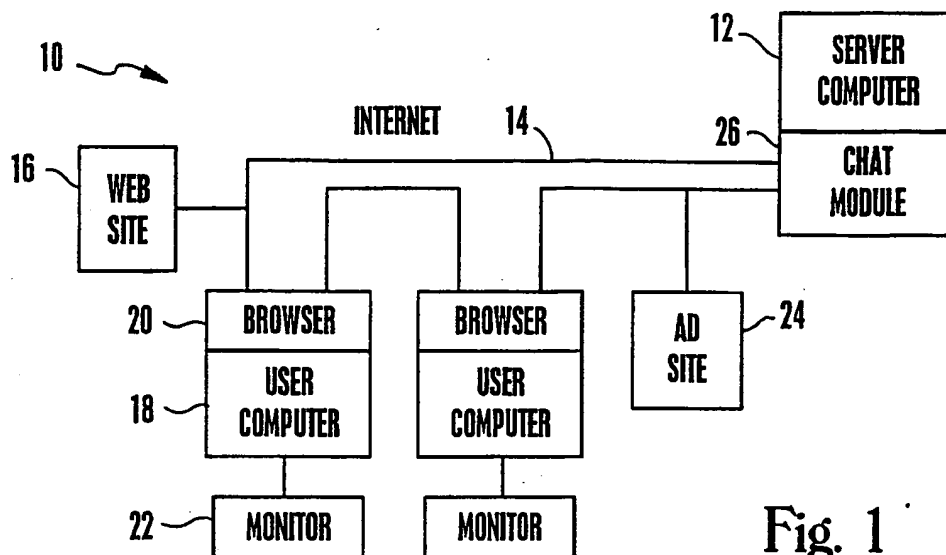 10
12
SERVER
COMPUTER
INTERNET
14
26
16
WEB
SITE
CHAT
MODULE
20
BROWSER
BROWSER
AD
SITE
24
18
USER
COMPUTER
USER
COMPUTER
22
MONITOR
MONITOR
Fig. 1